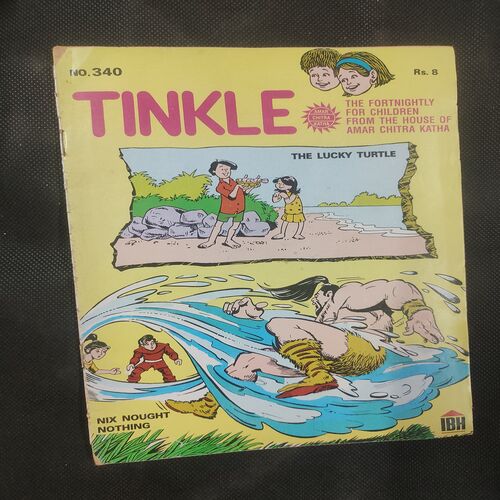 NO.340
Rs. 8
TINKLE
AMAR
CHITRA
KATHA
THE FORTNIGHTLY
FOR CHILDREN
FROM THE HOUSE OF
AMAR CHITRA KATHA
THE LUCKY TURTLE
NIX NOUGHT
NOTHING
IBH